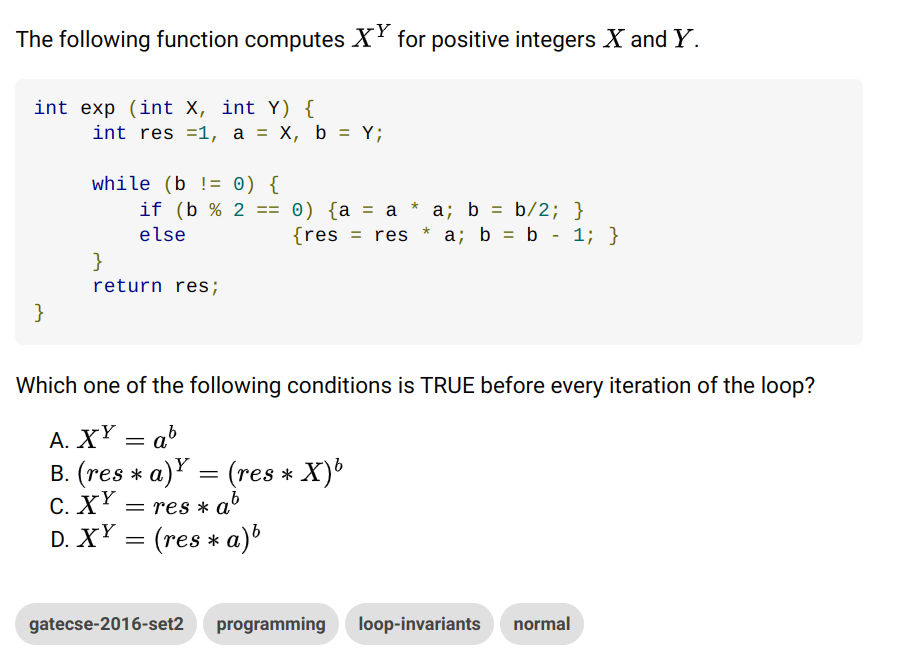 The following function computes X^Y for positive integers X and Y.
int exp (int X, int Y) {
     int res =1, a = X, b = Y;
     while (b != 0) {
         if (b % 2 == 0) {a = a * a; b = b/2; }
         else         {res = res * a; b = b - 1; }
     }
     return res;
}
Which one of the following conditions is TRUE before every iteration of the loop?
A. X^Y = a^b
B. (res * a)^Y = (res * X)^b
C. X^Y = res * a^b
D. X^Y = (res * a)^b
gatecse-2016-set2 programming loop-invariants normal